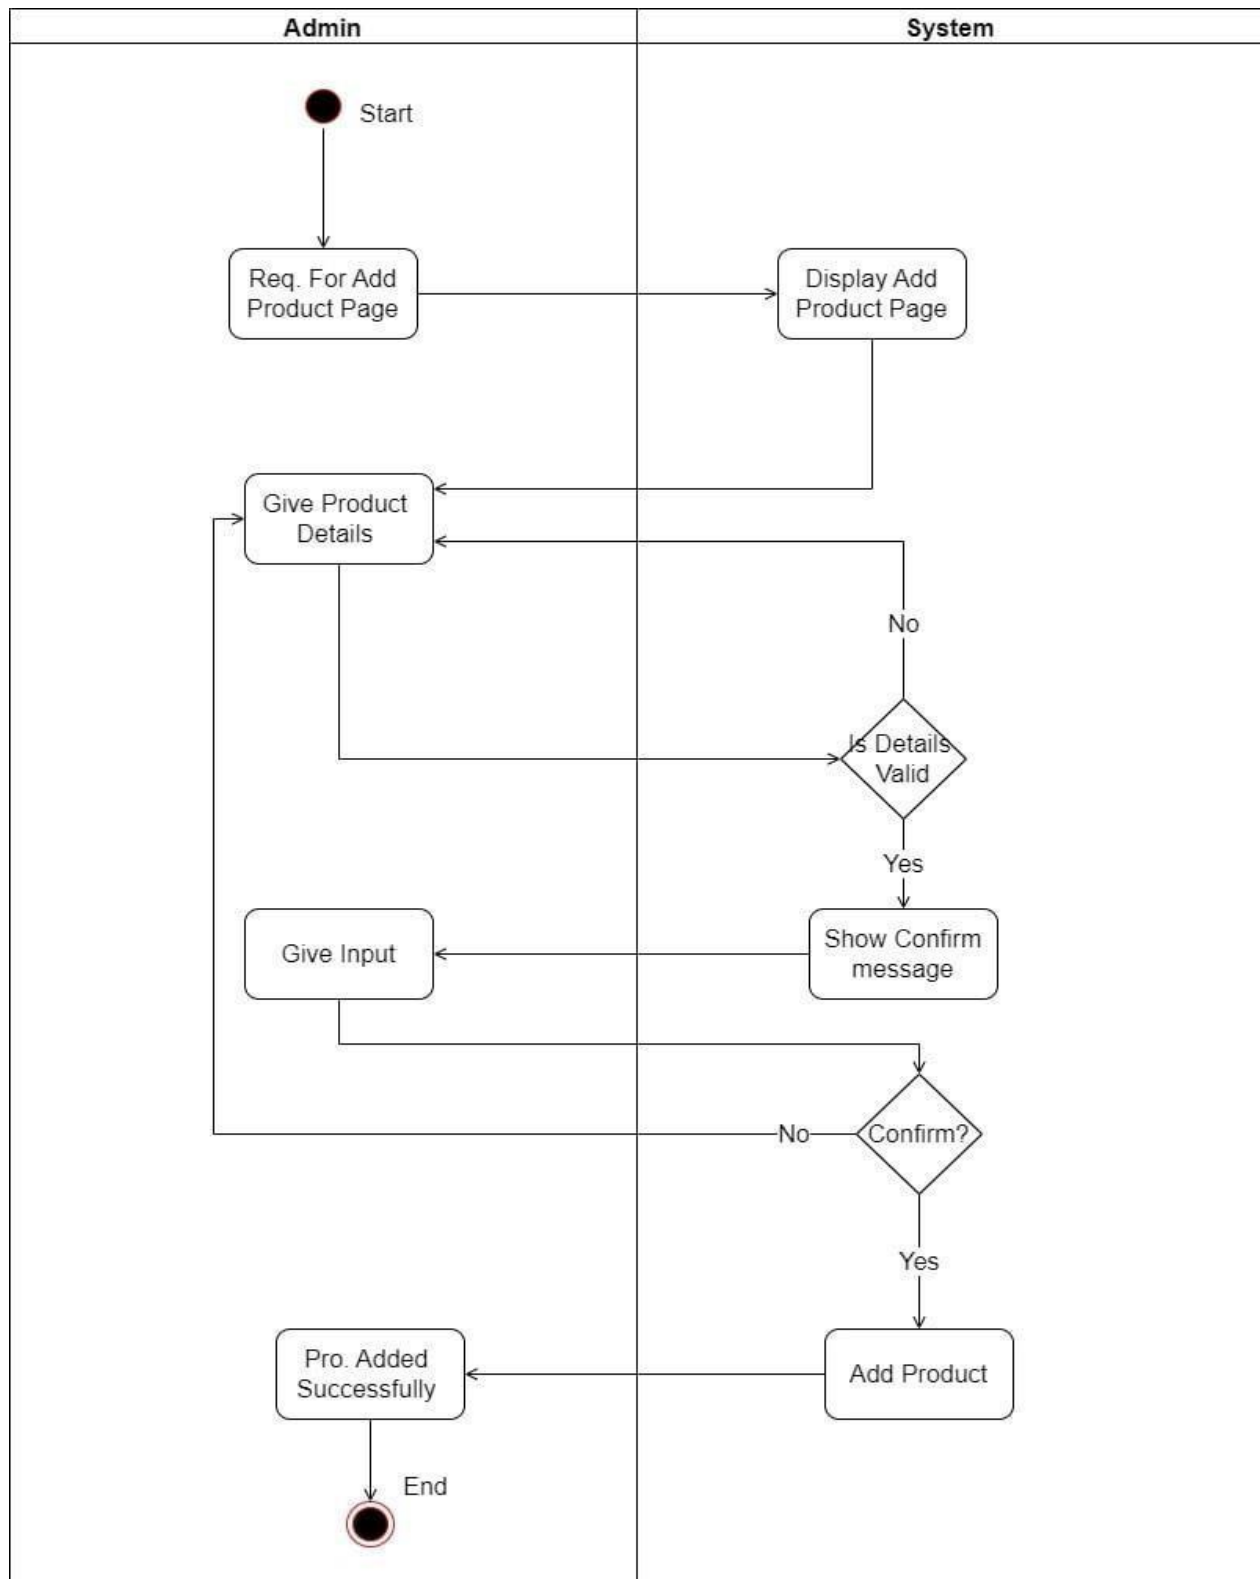 Admin
System
Start
Req. For Add
Product Page
Display Add
Product Page
Give Product
Details
No
Is Details
Valid
Yes
Give Input
Show Confirm
message
No
Confirm?
Yes
Pro. Added
Successfully
Add Product
End